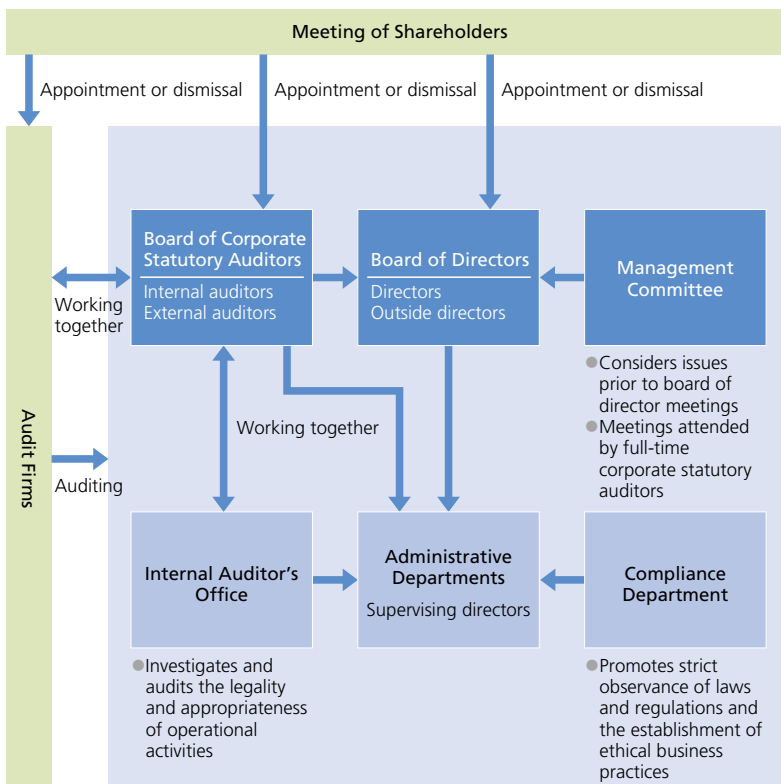 Meeting of Shareholders
Appointment or dismissal
Appointment or dismissal
Appointment or dismissal
Audit Firms
Working
together
Auditing
Board of Corporate
Statutory Auditors
Internal auditors
External auditors
Board of Directors
Directors
Outside directors
Management
Committee
Considers issues
prior to board of
director meetings
Meetings attended
by full-time
corporate statutory
auditors
Working together
Internal Auditor's
Office
Investigates and
audits the legality
and appropriateness
of operational
activities
Administrative
Departments
Supervising directors
Compliance
Department
Promotes strict
observance of laws
and regulations and
the establishment of
ethical business
practices